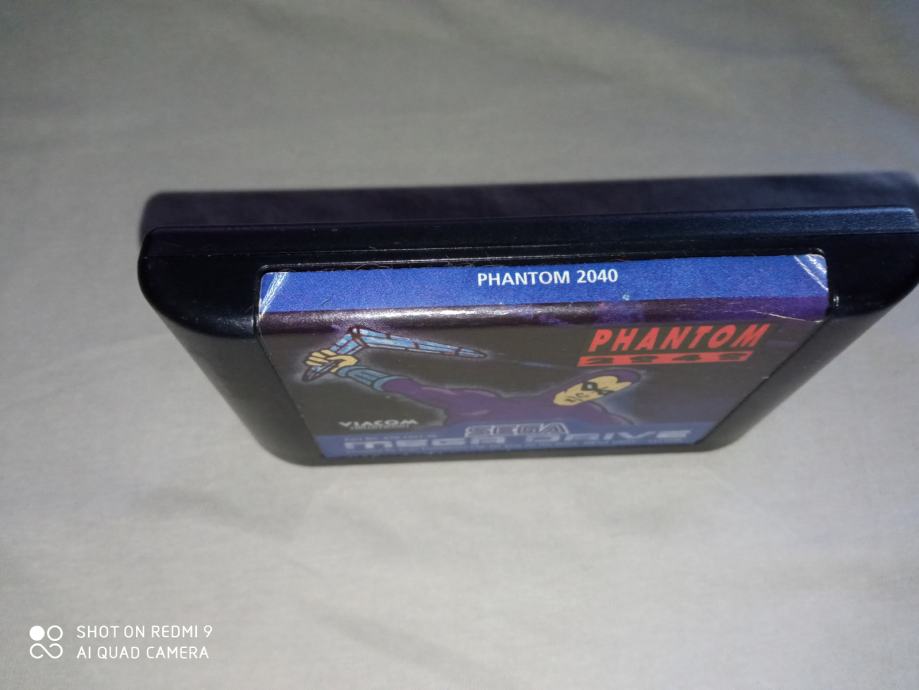 PHANTOM 2040
PHANTOM
2040
VIACOM
SEGA
MEGA DRIVE
SHOT ON REDMI 9
AI QUAD CAMERA